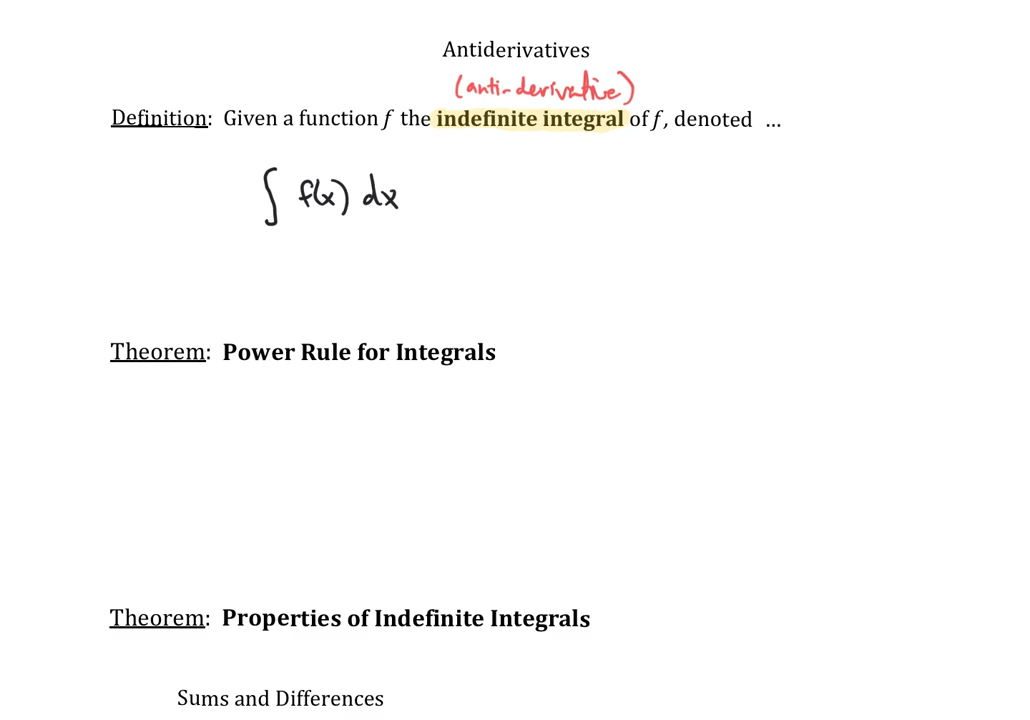 Antiderivatives
(anti-derivative)
Definition: Given a function f the indefinite integral of f, denoted …
∫ f(x) dx
Theorem: Power Rule for Integrals
Theorem: Properties of Indefinite Integrals
Sums and Differences